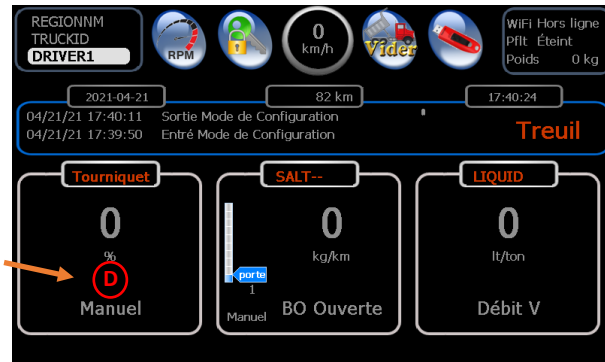 REGIONNM
TRUCKID
DRIVER1
RPM
0
km/h
Vider
WiFi Hors ligne
Pflt Éteint
Poids 0 kg
2021-04-21
82 km
17:40:24
04/21/21 17:40:11 Sortie Mode de Configuration
04/21/21 17:39:50 Entré Mode de Configuration
Treuil
Tourniquet
0
%
D
Manuel
SALT--
0
kg/km
porte
1
Manuel
BO Ouverte
LIQUID
0
lt/ton
Débit V